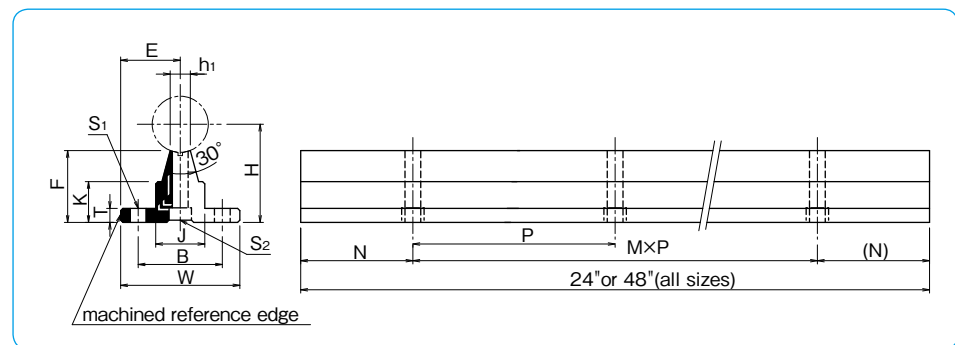 E
h1
S1
30°
F
K
T
H
J
S2
B
W
machined reference edge
P
N
M×P
(N)
24"or 48"(all sizes)